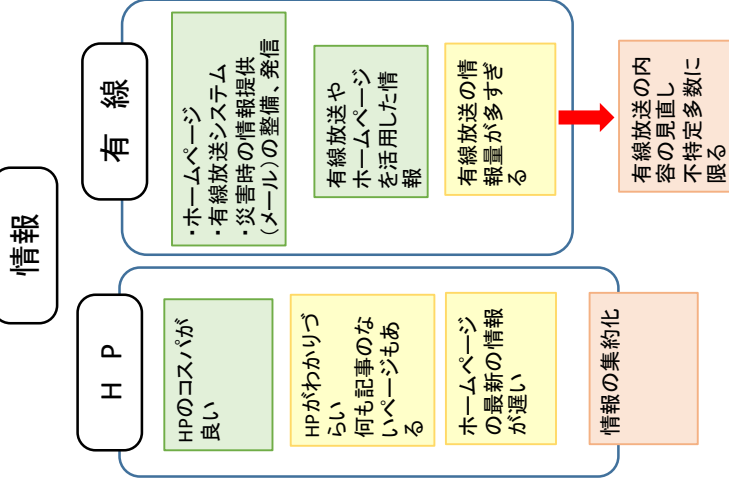 情報
H P
HPのコスパが
良い
HPがわかりづ
らい
何も記事のな
いページもあ
る
ホームページ
の最新の情報
が遅い
情報の集約化
有 線
・ホームページ
・有線放送システム
・災害時の情報提供
(メール)の整備、発信
有線放送や
ホームページ
を活用した情
報
有線放送の情
報量が多すぎ
る
有線放送の内
容の見直し
不特定多数に
限る